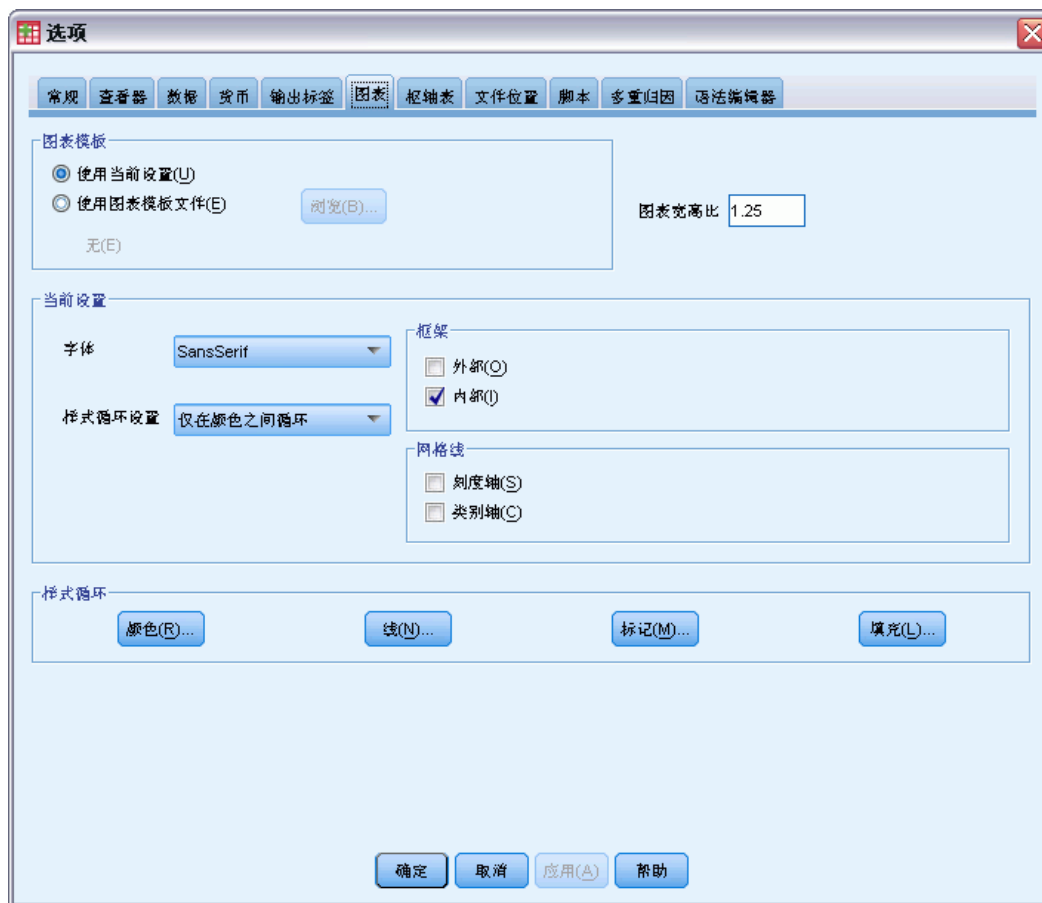 选项
常规 查看器 数据 货币 输出标签 图表 枢轴表 文件位置 脚本 多重归因 语法编辑器
图表模板
使用当前设置(U)
使用图表模板文件(E) 浏览(B)...
图表宽高比 1.25
无(E)
当前设置
字体 SansSerif
框架
外部(O)
内部(I)
样式循环设置 仅在颜色之间循环
网格线
刻度轴(S)
类别轴(C)
样式循环
颜色(R)... 线(N)... 标记(M)... 填充(L)...
确定 取消 应用(A) 帮助